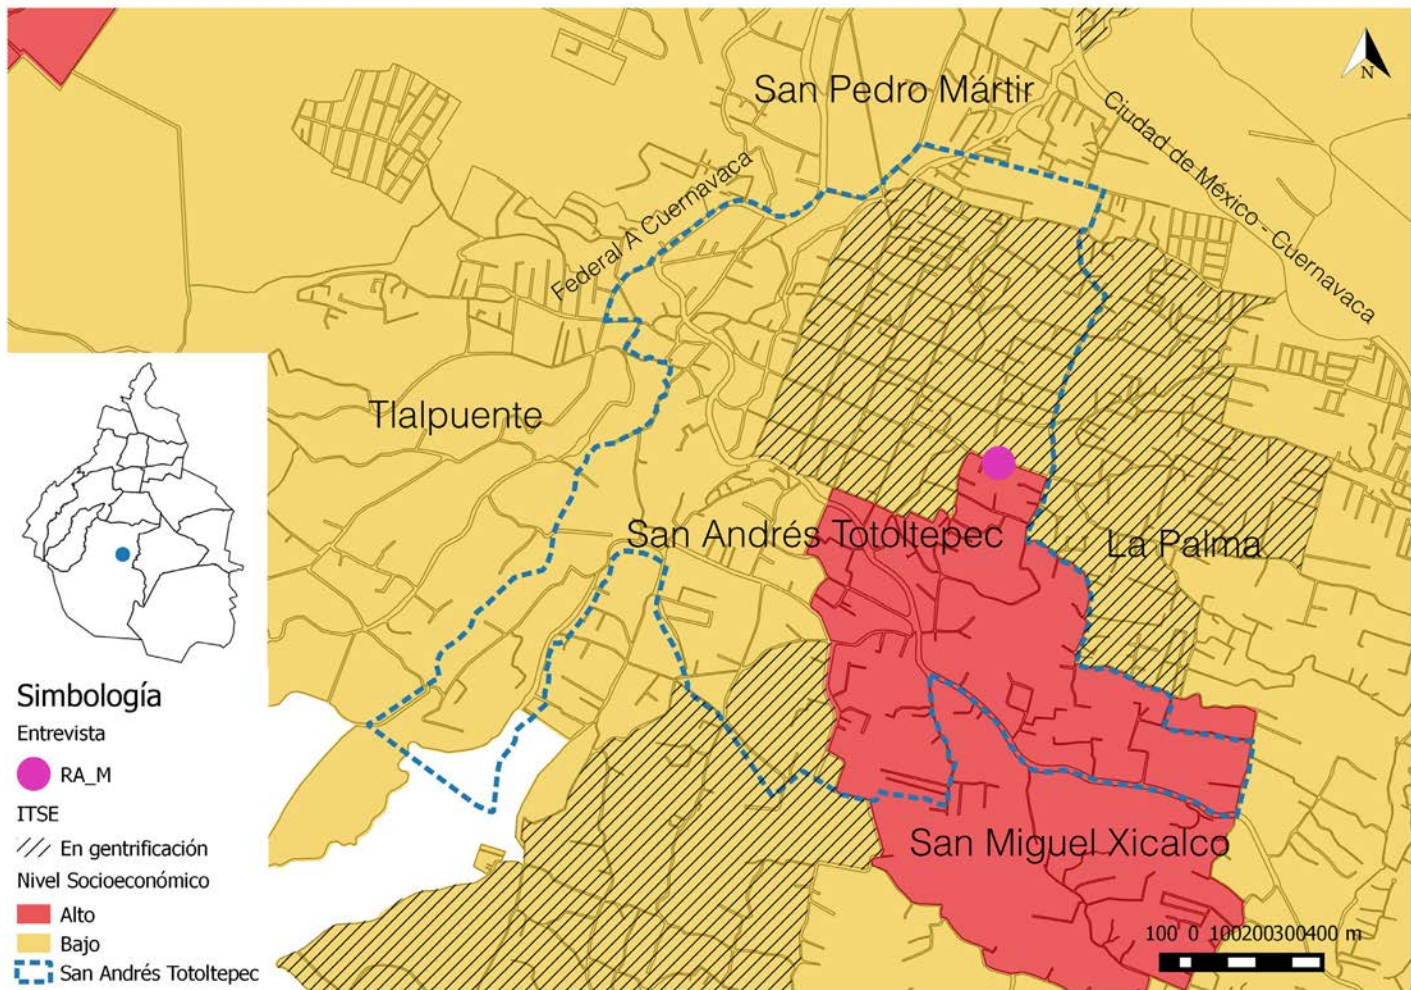 San Pedro Mártir
N
Ciudad de México - Cuernavaca
Federal A Cuernavaca
Tlalpuente
San Andrés Totoltepec
La Palma
San Miguel Xicalco
Simbología
Entrevista
RA_M
ITSE
En gentrificación
Nivel Socioeconómico
Alto
Bajo
San Andrés Totoltepec
100 0 100200300400 m